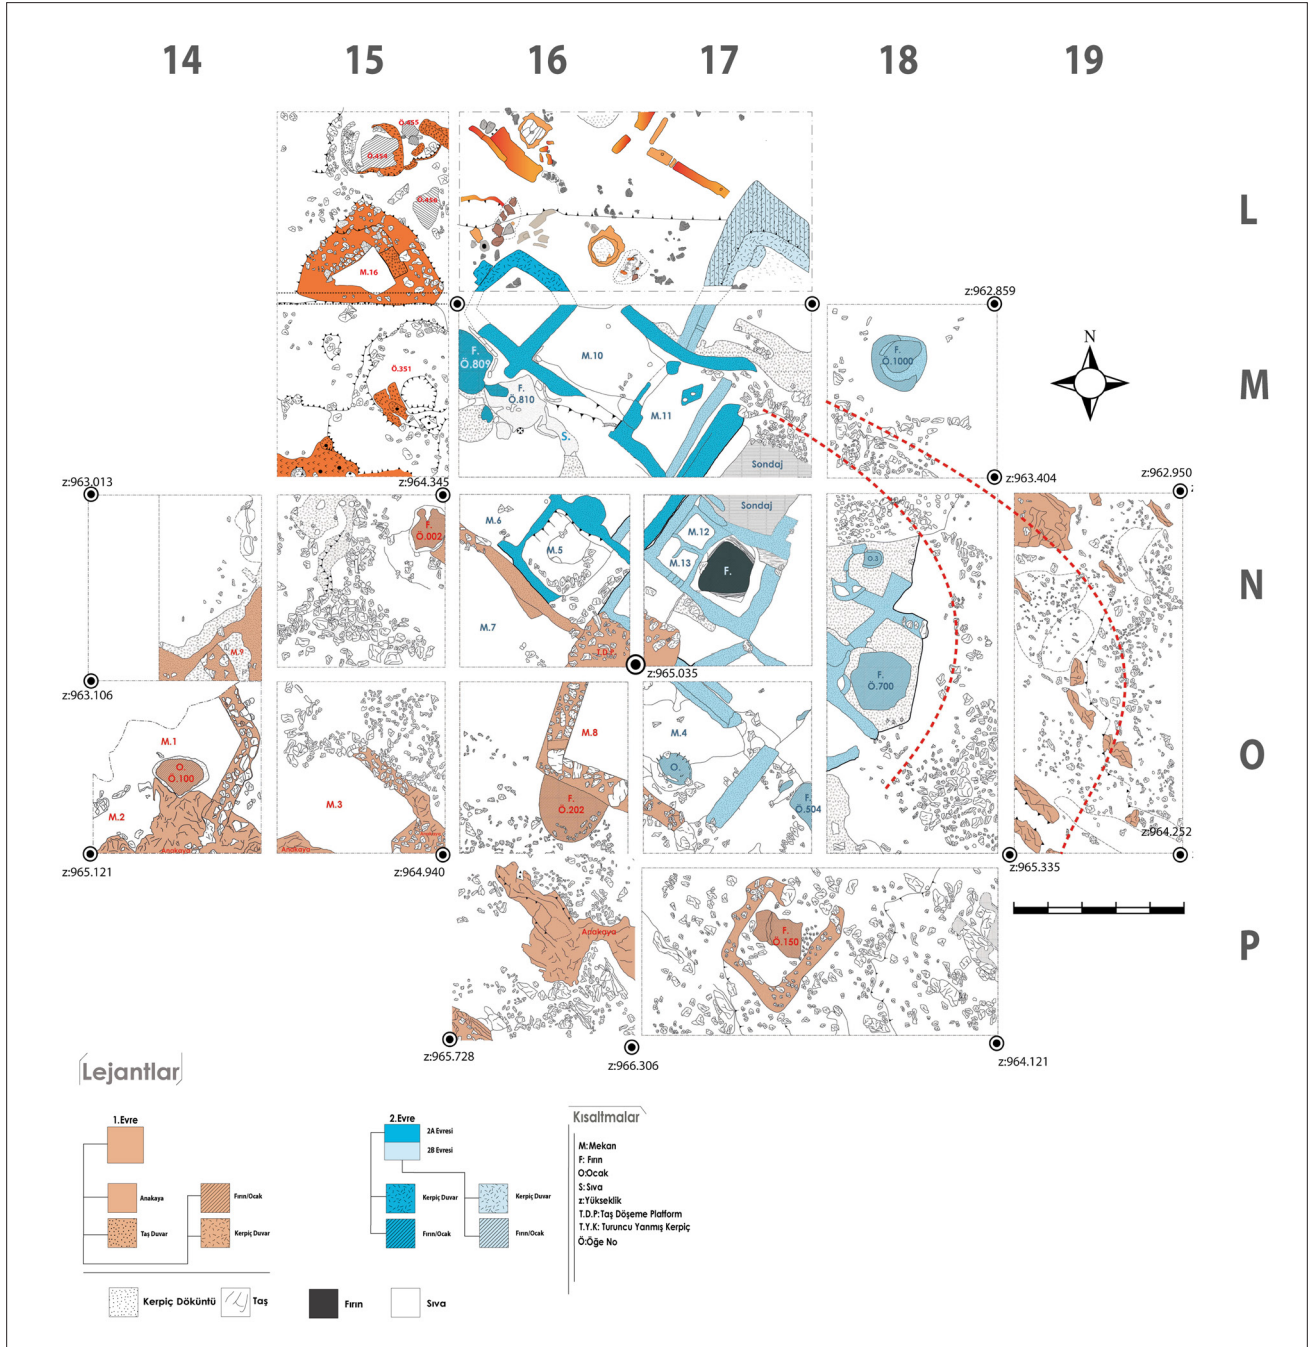 14 15 16 17 18 19
L
M
N
O
P
Ö.455
Ö.454
Ö.456
M.16
z:962.859
N
F.
Ö.809
M.10
F.
Ö.1000
Ö.351
F.
Ö.810
M.11
S.
Sondaj
z:963.013
z:964.345
z:963.404
z:962.950
F.
Ö.002
M.6
M.5
Sondaj
M.12
M.13
F.
O.3
M.7
M.9
T.D.P.
z:963.106
z:965.035
F.
Ö.700
M.1
M.8
M.4
O.
Ö.100
O.
M.2
M.3
F.
Ö.202
F.
Ö.504
Anakaya
Anakaya
z:964.252
z:965.121
z:964.940
z:965.335
Anakaya
F.
Ö.150
z:965.728
z:966.306
z:964.121
Lejantlar
1.Evre
Anakaya
Taş Duvar
Fırın/Ocak
Kerpiç Duvar
2.Evre
2A Evresi
2B Evresi
Kerpiç Duvar
Fırın/Ocak
Kerpiç Duvar
Fırın/Ocak
Kerpiç Döküntü
Taş
Fırın
Sıva
Kısaltmalar
M:Mekan
F: Fırın
O:Ocak
S: Sıva
z:Yükseklik
T.D.P:Taş Döşeme Platform
T.Y.K: Turuncu Yanmış Kerpiç
Ö:Öğe No